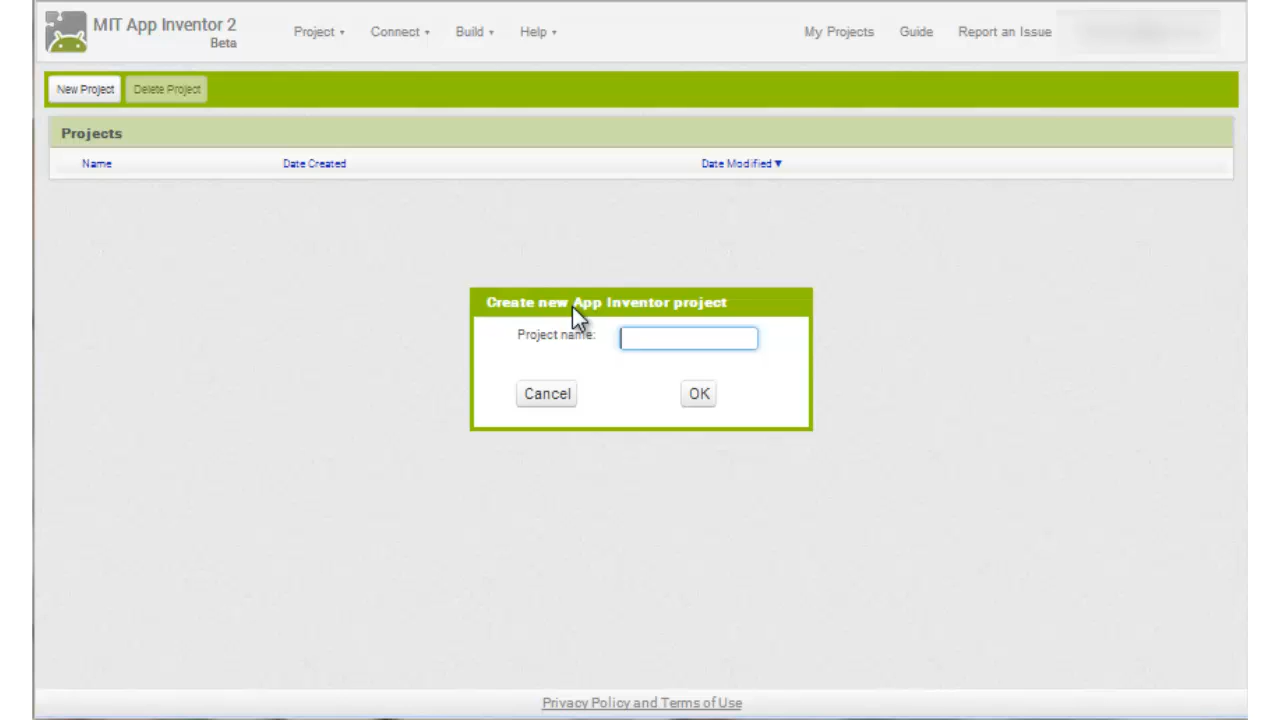 MIT App Inventor 2
Beta
Project Connect Build Help My Projects Guide Report an Issue
New Project Delete Project
Projects
Name Date Created Date Modified ▼
Create new App Inventor project
Project name:
Cancel OK
Privacy Policy and Terms of Use